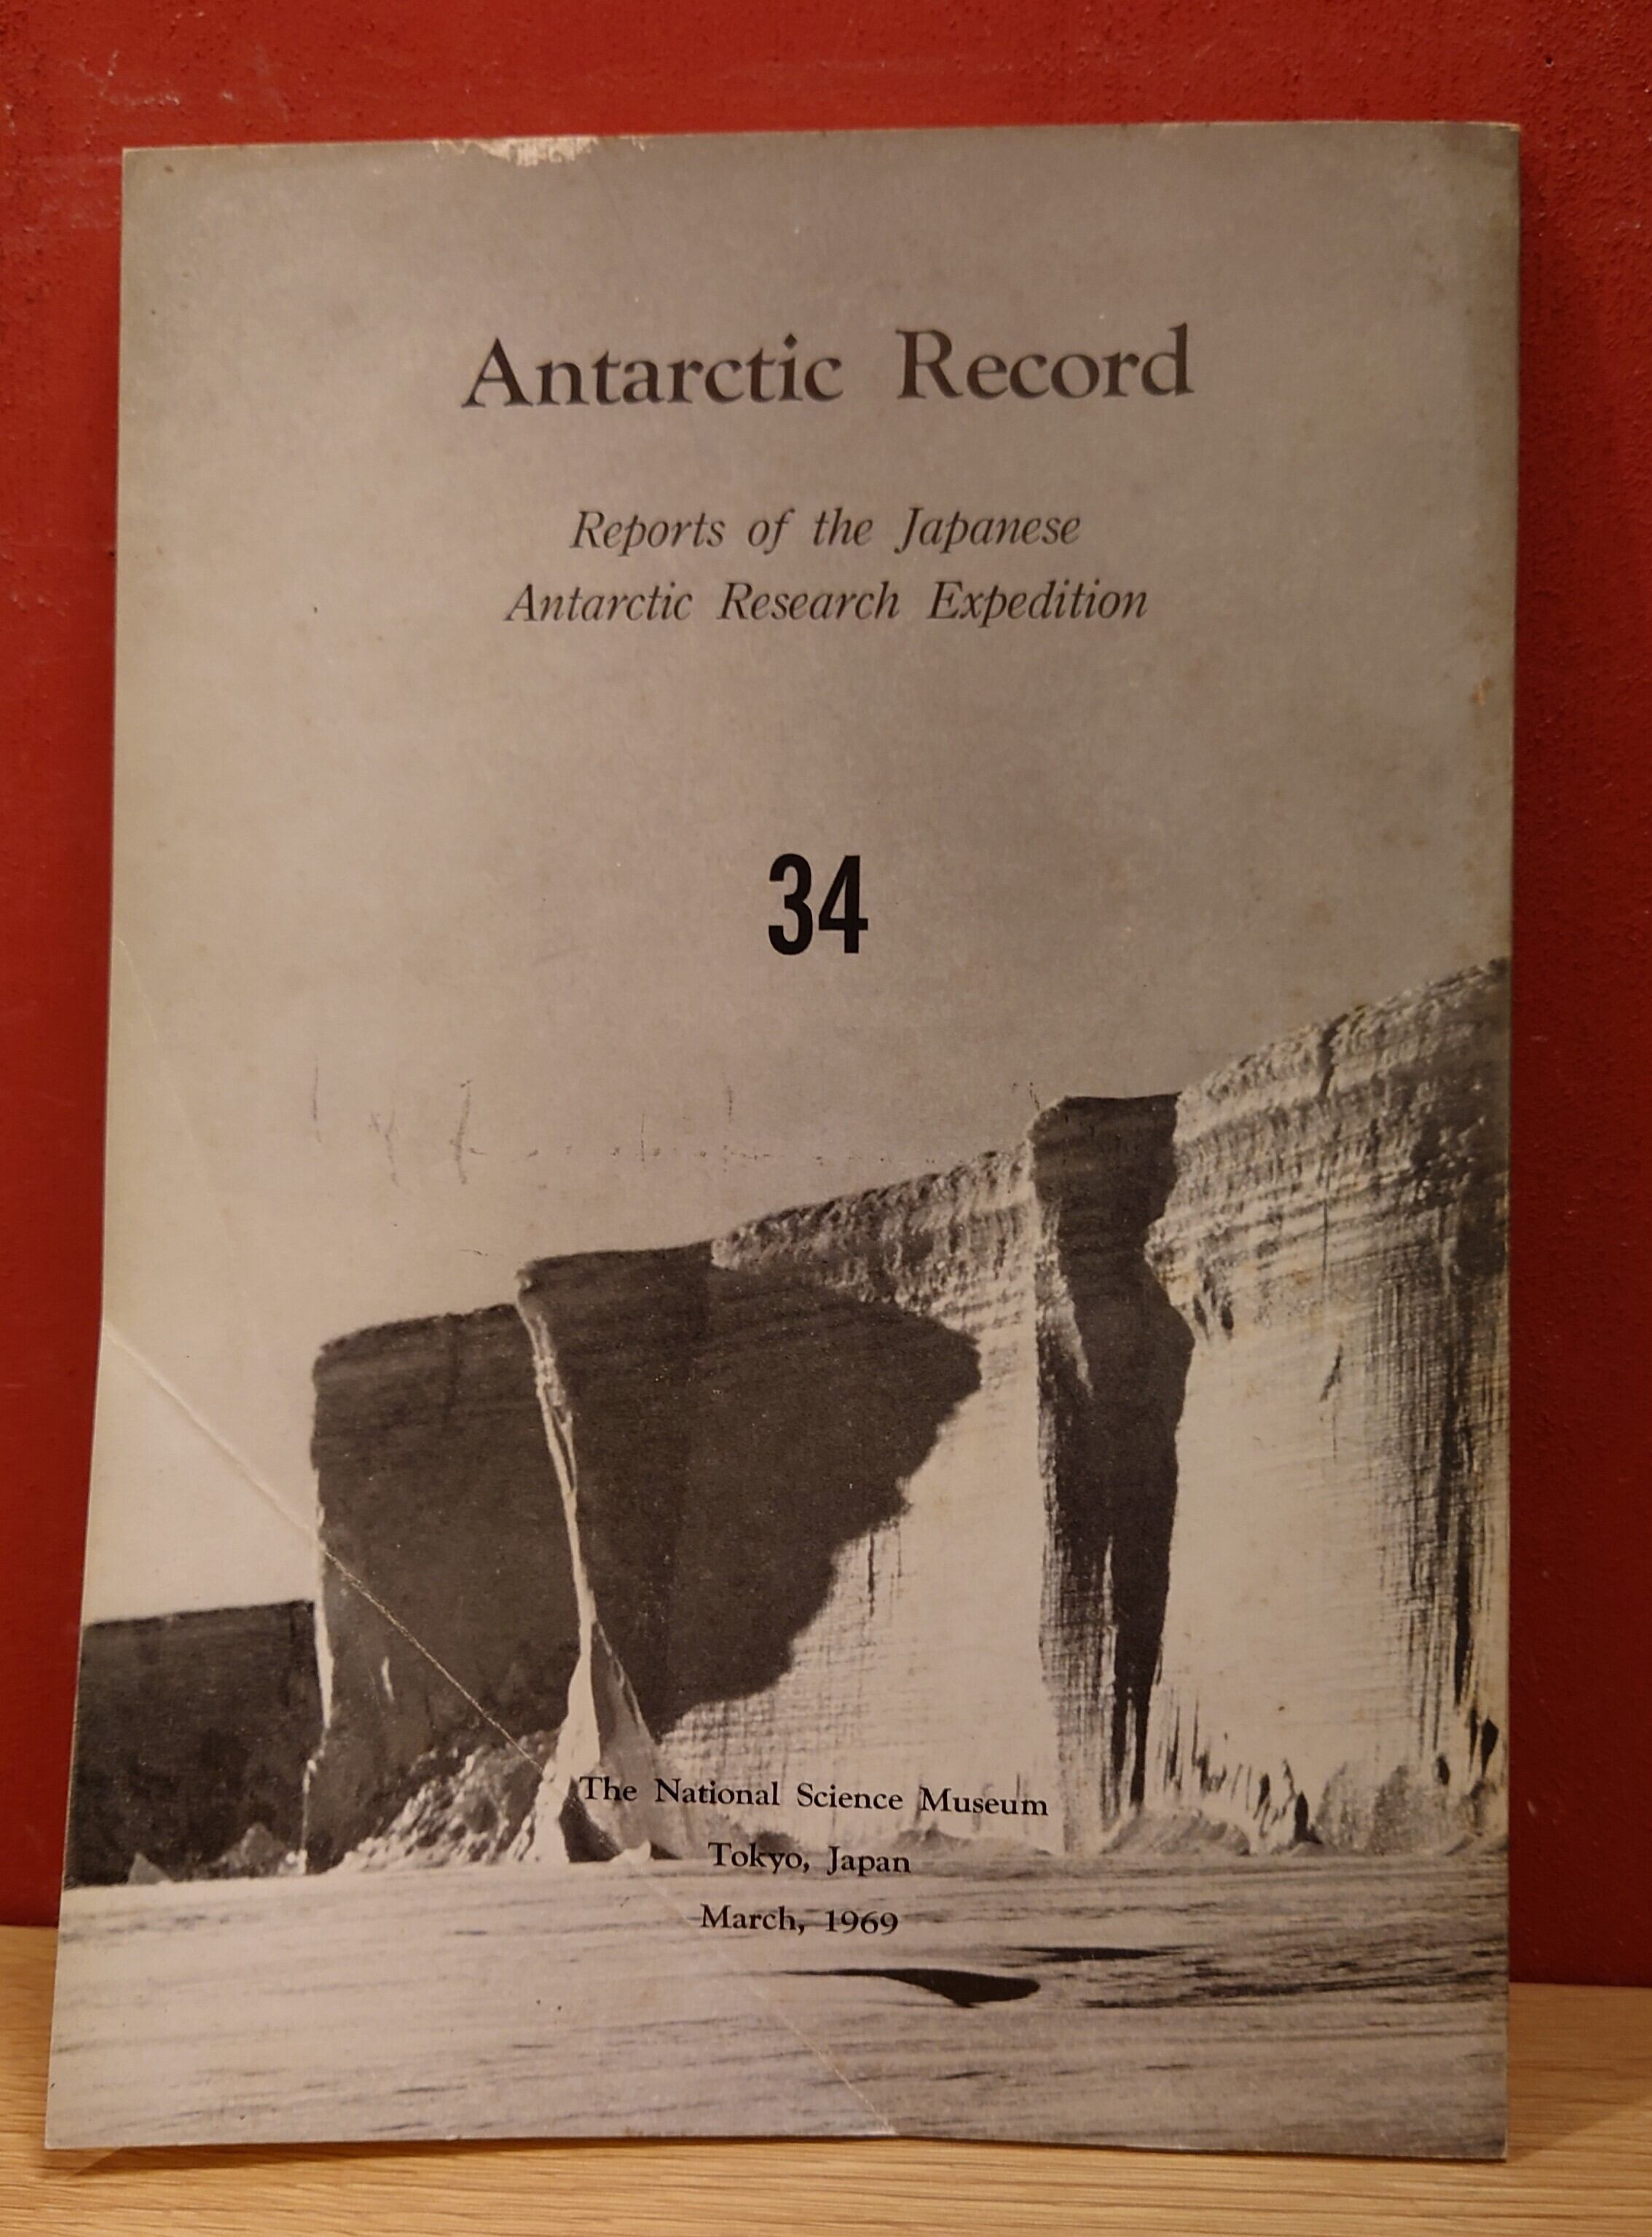 Antarctic Record
Reports of the Japanese
Antarctic Research Expedition
34
The National Science Museum
Tokyo, Japan
March, 1969